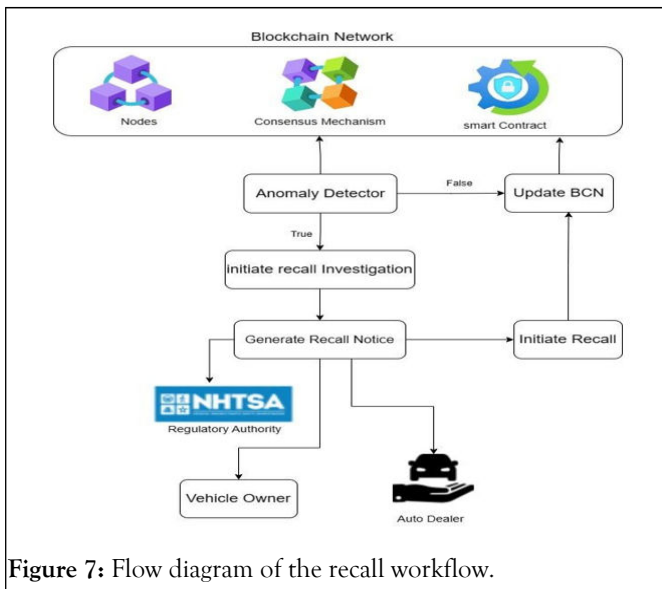 Blockchain Network
Nodes
Consensus Mechanism
smart Contract
Anomaly Detector
False
Update BCN
True
initiate recall Investigation
Generate Recall Notice
Initiate Recall
NHTSA
Regulatory Authority
Vehicle Owner
Auto Dealer
Figure 7: Flow diagram of the recall workflow.